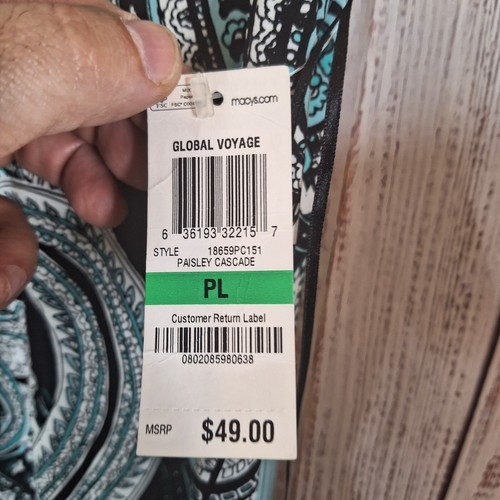 macys.com
GLOBAL VOYAGE
6 36193 32215 7
STYLE 18659PC151
PAISLEY CASCADE
PL
Customer Return Label
0802085980638
MSRP $49.00